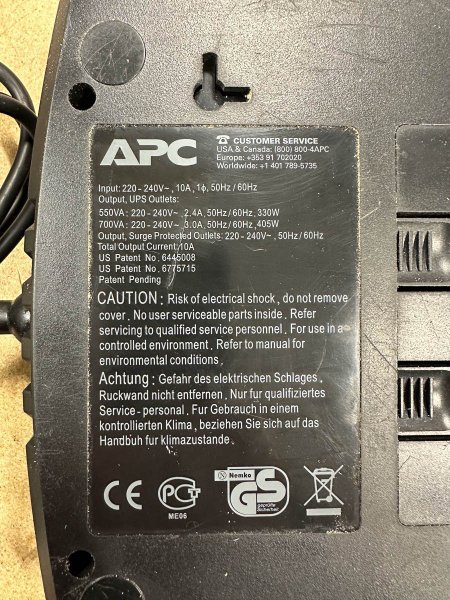 APC
☎ CUSTOMER SERVICE
USA & Canada: (800) 800-4APC
Europe: +353 91 702020
Worldwide: +1 401 789-5735
Input: 220 - 240V~, 10A, 1ϕ, 50Hz / 60Hz
Output, UPS Outlets:
550VA: 220 - 240V~, 2.4A, 50Hz / 60Hz, 330W
700VA: 220 - 240V~, 3.0A, 50Hz / 60Hz, 405W
Output, Surge Protected Outlets: 220 - 240V~, 50Hz / 60Hz
Total Output Current: 10A
US Patent No. 6445008
US Patent No. 6775715
Patent Pending
CAUTION: Risk of electrical shock, do not remove
cover. No user serviceable parts inside. Refer
servicing to qualified service personnel. For use in a
controlled environment. Refer to manual for
environmental conditions.
Achtung: Gefahr des elektrischen Schlages.
Ruckwand nicht entfernen. Nur fur qualifiziertes
Service - personal. Fur Gebrauch in einem
kontrollierten Klima, beziehen Sie sich auf das
Handbuh fur klimazustande.
CE
PCT
ME06
N Nemko
GS
geprüfte
Sicherheit